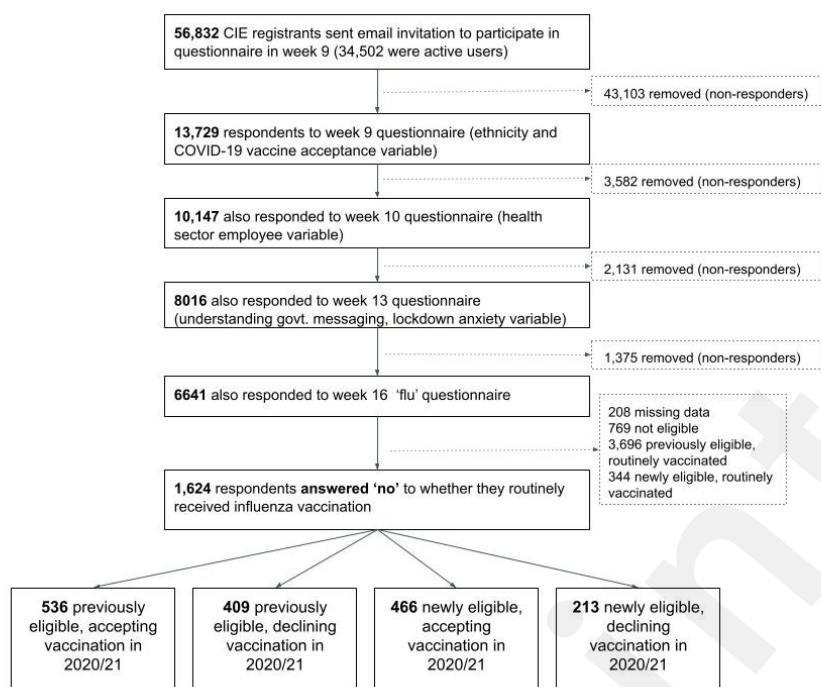 56,832 CIE registrants sent email invitation to participate in
questionnaire in week 9 (34,502 were active users)
43,103 removed (non-responders)
13,729 respondents to week 9 questionnaire (ethnicity and
COVID-19 vaccine acceptance variable)
3,582 removed (non-responders)
10,147 also responded to week 10 questionnaire (health
sector employee variable)
2,131 removed (non-responders)
8016 also responded to week 13 questionnaire
(understanding govt. messaging, lockdown anxiety variable)
1,375 removed (non-responders)
6641 also responded to week 16 'flu' questionnaire
208 missing data
769 not eligible
3,696 previously eligible,
routinely vaccinated
344 newly eligible, routinely
vaccinated
1,624 respondents answered 'no' to whether they routinely
received influenza vaccination
536 previously
eligible, accepting
vaccination in
2020/21
409 previously
eligible, declining
vaccination in
2020/21
466 newly eligible,
accepting
vaccination in
2020/21
213 newly eligible,
declining
vaccination in
2020/21